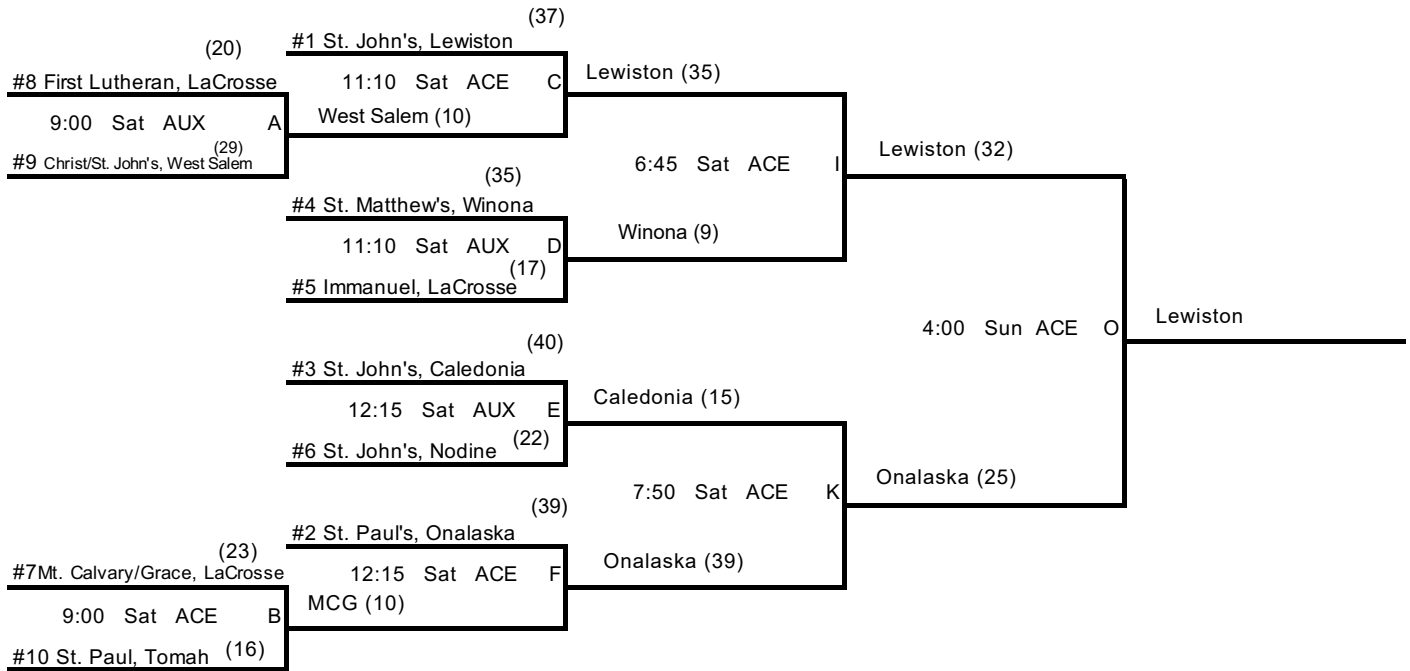 (37)
#1 St. John's, Lewiston
(20)
#8 First Lutheran, LaCrosse
11:10 Sat ACE C
Lewiston (35)
West Salem (10)
9:00 Sat AUX A
(29)
#9 Christ/St. John's, West Salem
Lewiston (32)
6:45 Sat ACE I
(35)
#4 St. Matthew's, Winona
Winona (9)
11:10 Sat AUX D
(17)
#5 Immanuel, LaCrosse
4:00 Sun ACE O
Lewiston
(40)
#3 St. John's, Caledonia
Caledonia (15)
12:15 Sat AUX E
(22)
#6 St. John's, Nodine
Onalaska (25)
7:50 Sat ACE K
(39)
#2 St. Paul's, Onalaska
Onalaska (39)
(23)
#7Mt. Calvary/Grace, LaCrosse
12:15 Sat ACE F
MCG (10)
9:00 Sat ACE B
#10 St. Paul, Tomah (16)